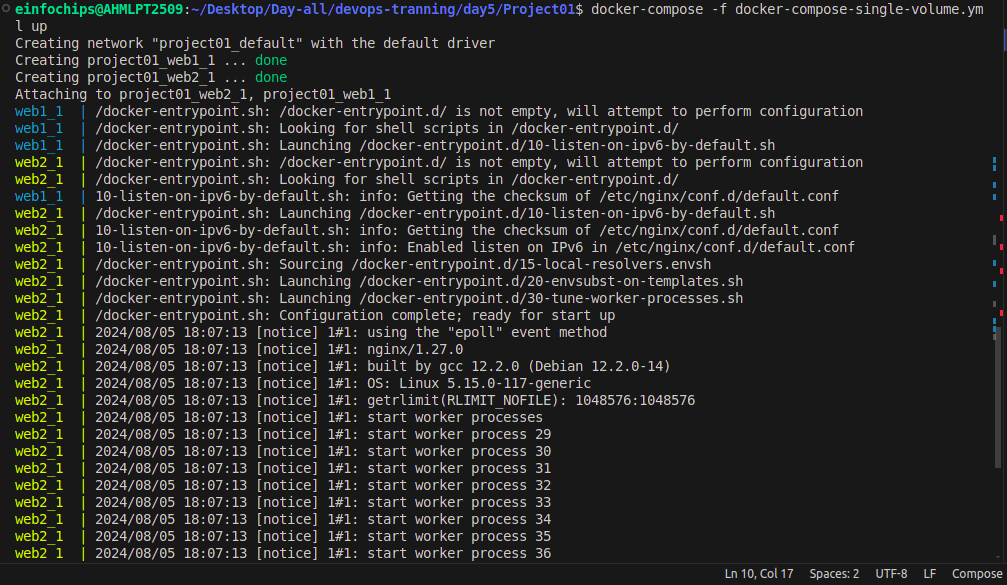 einfochips@AHMLPT2509:~/Desktop/Day-all/devops-tranning/day5/Project01$ docker-compose -f docker-compose-single-volume.ym
l up
Creating network "project01_default" with the default driver
Creating project01_web1_1 ... done
Creating project01_web2_1 ... done
Attaching to project01_web2_1, project01_web1_1
web1_1  | /docker-entrypoint.sh: /docker-entrypoint.d/ is not empty, will attempt to perform configuration
web1_1  | /docker-entrypoint.sh: Looking for shell scripts in /docker-entrypoint.d/
web1_1  | /docker-entrypoint.sh: Launching /docker-entrypoint.d/10-listen-on-ipv6-by-default.sh
web2_1  | /docker-entrypoint.sh: /docker-entrypoint.d/ is not empty, will attempt to perform configuration
web2_1  | /docker-entrypoint.sh: Looking for shell scripts in /docker-entrypoint.d/
web1_1  | 10-listen-on-ipv6-by-default.sh: info: Getting the checksum of /etc/nginx/conf.d/default.conf
web2_1  | /docker-entrypoint.sh: Launching /docker-entrypoint.d/10-listen-on-ipv6-by-default.sh
web2_1  | 10-listen-on-ipv6-by-default.sh: info: Getting the checksum of /etc/nginx/conf.d/default.conf
web2_1  | 10-listen-on-ipv6-by-default.sh: info: Enabled listen on IPv6 in /etc/nginx/conf.d/default.conf
web2_1  | /docker-entrypoint.sh: Sourcing /docker-entrypoint.d/15-local-resolvers.envsh
web2_1  | /docker-entrypoint.sh: Launching /docker-entrypoint.d/20-envsubst-on-templates.sh
web2_1  | /docker-entrypoint.sh: Launching /docker-entrypoint.d/30-tune-worker-processes.sh
web2_1  | /docker-entrypoint.sh: Configuration complete; ready for start up
web2_1  | 2024/08/05 18:07:13 [notice] 1#1: using the "epoll" event method
web2_1  | 2024/08/05 18:07:13 [notice] 1#1: nginx/1.27.0
web2_1  | 2024/08/05 18:07:13 [notice] 1#1: built by gcc 12.2.0 (Debian 12.2.0-14)
web2_1  | 2024/08/05 18:07:13 [notice] 1#1: OS: Linux 5.15.0-117-generic
web2_1  | 2024/08/05 18:07:13 [notice] 1#1: getrlimit(RLIMIT_NOFILE): 1048576:1048576
web2_1  | 2024/08/05 18:07:13 [notice] 1#1: start worker processes
web2_1  | 2024/08/05 18:07:13 [notice] 1#1: start worker process 29
web2_1  | 2024/08/05 18:07:13 [notice] 1#1: start worker process 30
web2_1  | 2024/08/05 18:07:13 [notice] 1#1: start worker process 31
web2_1  | 2024/08/05 18:07:13 [notice] 1#1: start worker process 32
web2_1  | 2024/08/05 18:07:13 [notice] 1#1: start worker process 33
web2_1  | 2024/08/05 18:07:13 [notice] 1#1: start worker process 34
web2_1  | 2024/08/05 18:07:13 [notice] 1#1: start worker process 35
web2_1  | 2024/08/05 18:07:13 [notice] 1#1: start worker process 36
Ln 10, Col 17 Spaces: 2 UTF-8 LF Compose